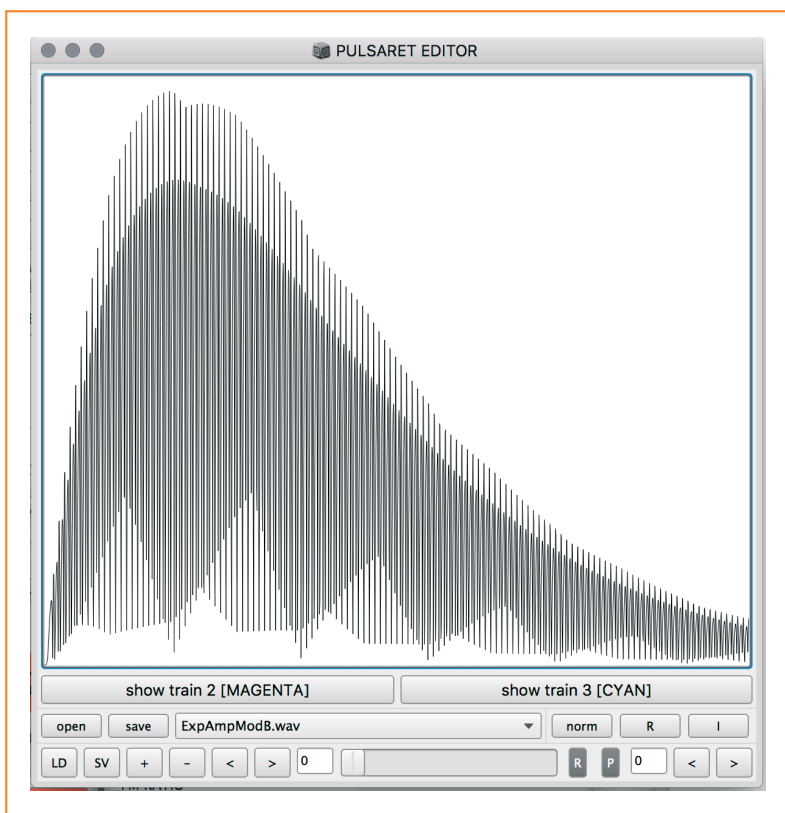 PULSARET EDITOR
show train 2 [MAGENTA] show train 3 [CYAN]
open save ExpAmpModB.wav norm R I
LD SV + - < > 0 R P 0 < >